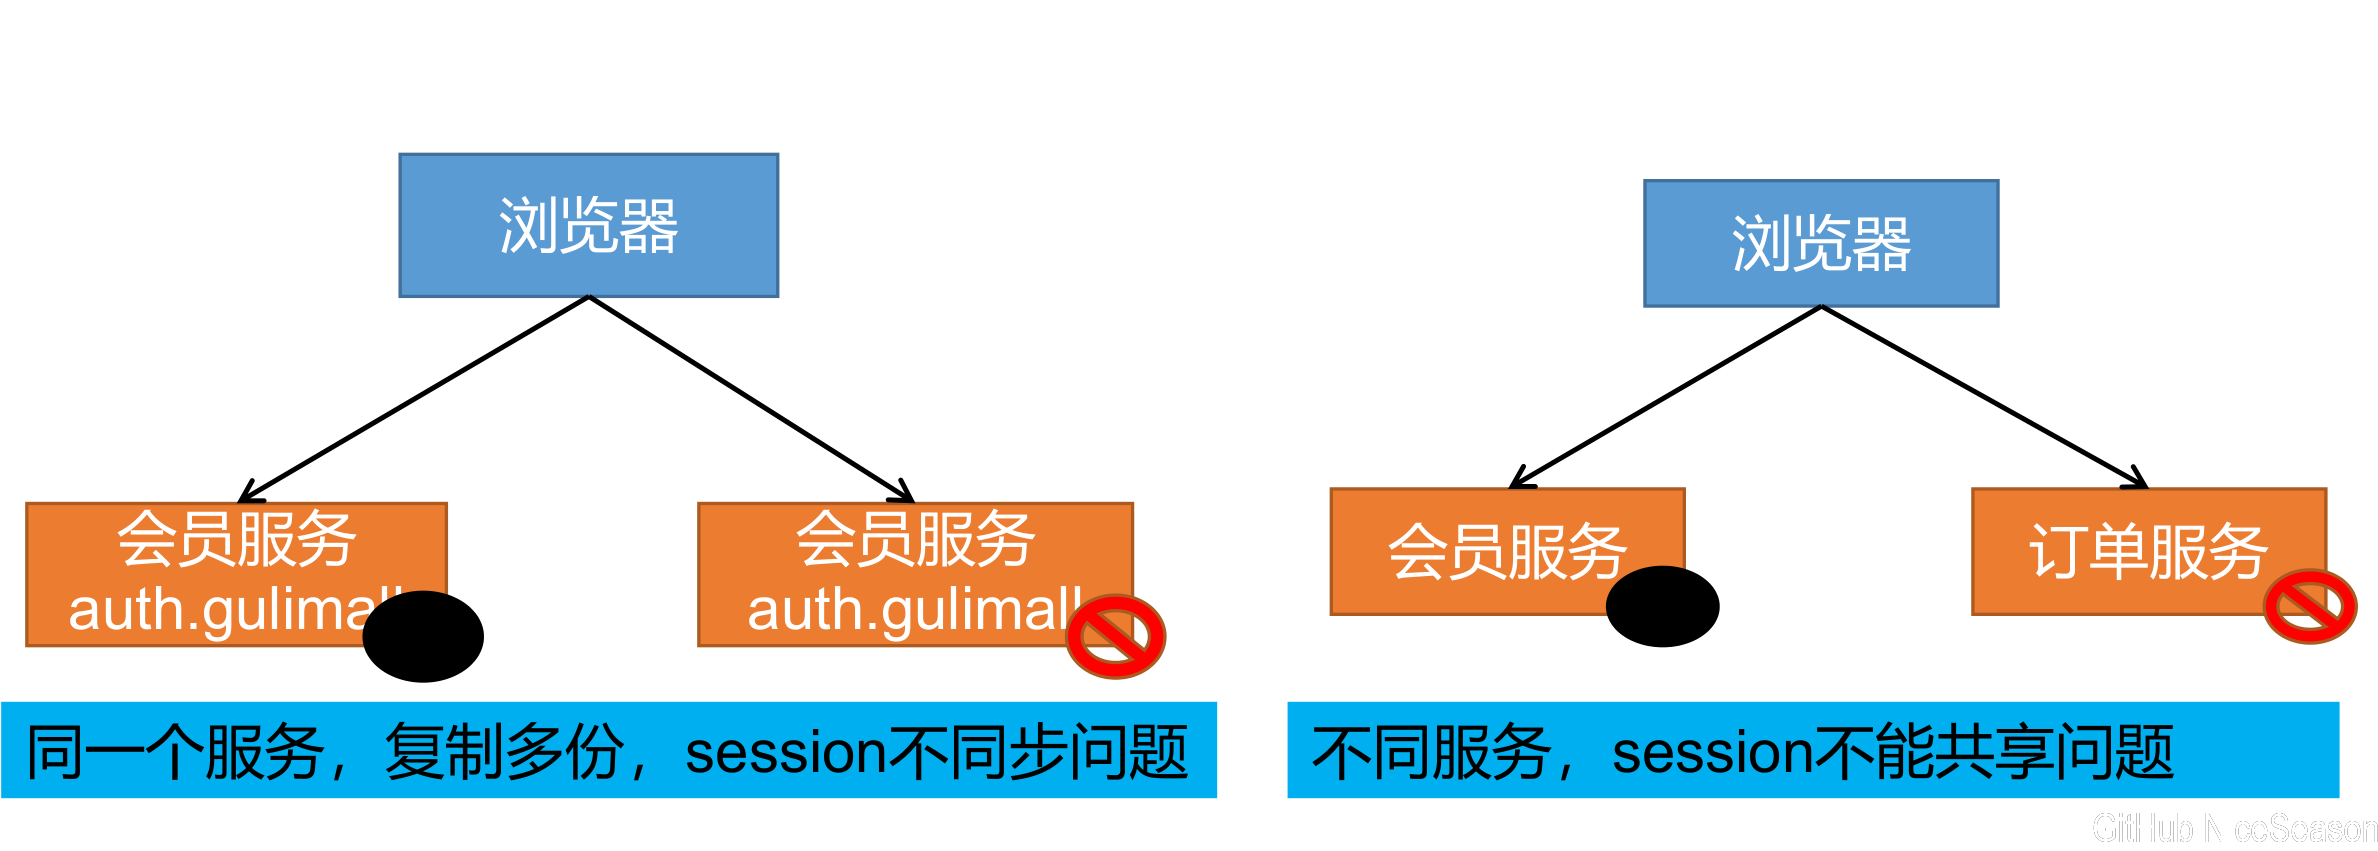 浏览器
会员服务
auth.gulimall
会员服务
auth.gulimall
同一个服务，复制多份，session不同步问题
浏览器
会员服务
订单服务
不同服务，session不能共享问题
GitHub NiceSeason